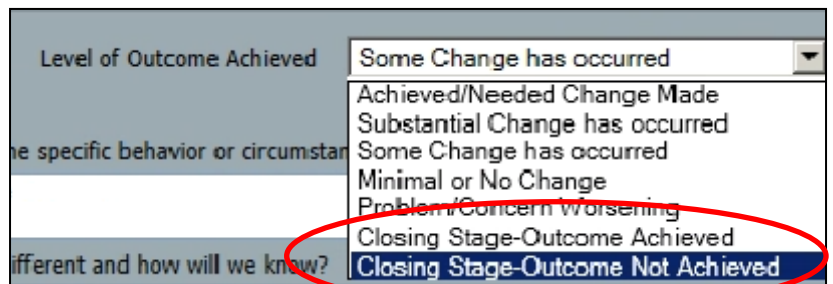 Level of Outcome Achieved Some Change has occurred
Achieved/Needed Change Made
Substantial Change has occurred
Some Change has occurred
he specific behavior or circumstan
Minimal or No Change
Problem/Concern Worsening
Closing Stage-Outcome Achieved
ifferent and how will we know? Closing Stage-Outcome Not Achieved